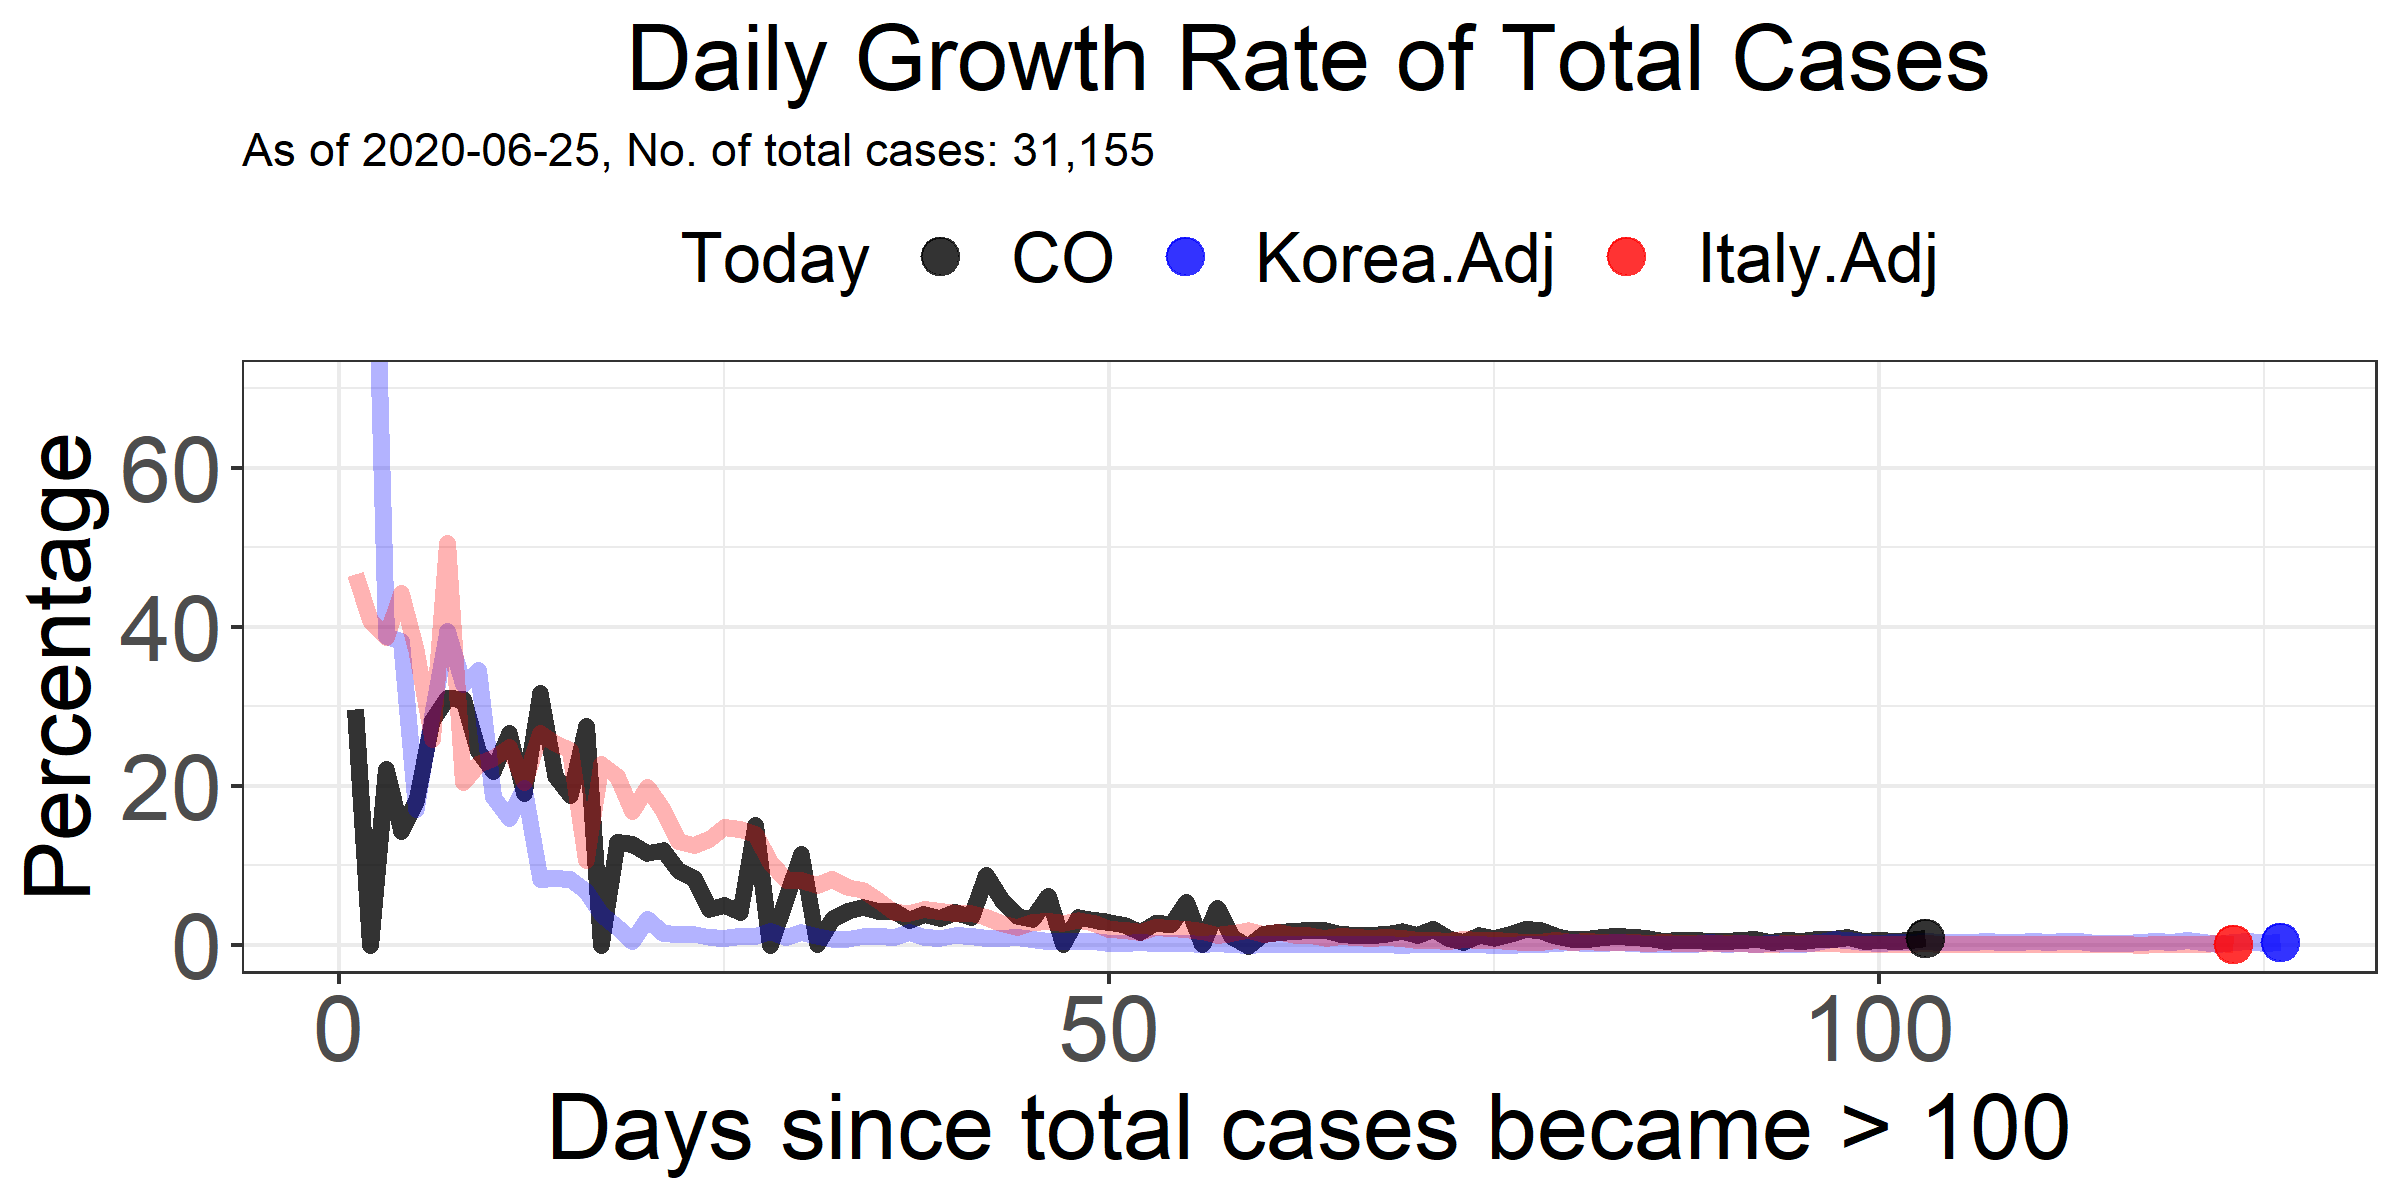 Daily Growth Rate of Total Cases
As of 2020-06-25, No. of total cases: 31,155
Today CO Korea.Adj Italy.Adj
Percentage
60
40
20
0
0 50 100
Days since total cases became > 100